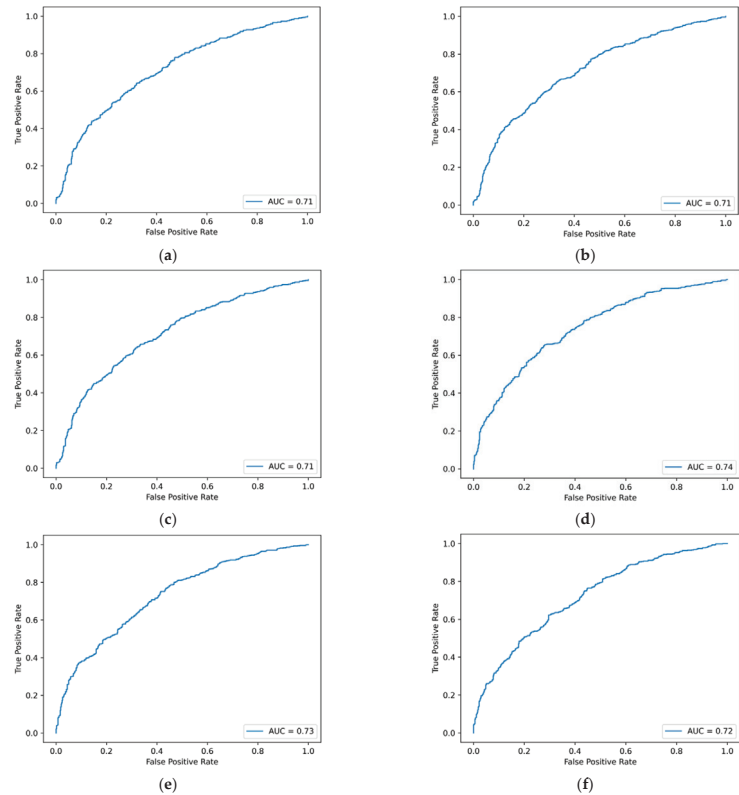 1.0
0.8
0.6
0.4
0.2
0.0
True Positive Rate
AUC = 0.71
0.0 0.2 0.4 0.6 0.8 1.0
False Positive Rate
(a)
1.0
0.8
0.6
0.4
0.2
0.0
True Positive Rate
AUC = 0.71
0.0 0.2 0.4 0.6 0.8 1.0
False Positive Rate
(b)
1.0
0.8
0.6
0.4
0.2
0.0
True Positive Rate
AUC = 0.71
0.0 0.2 0.4 0.6 0.8 1.0
False Positive Rate
(c)
1.0
0.8
0.6
0.4
0.2
0.0
True Positive Rate
AUC = 0.74
0.0 0.2 0.4 0.6 0.8 1.0
False Positive Rate
(d)
1.0
0.8
0.6
0.4
0.2
0.0
True Positive Rate
AUC = 0.73
0.0 0.2 0.4 0.6 0.8 1.0
False Positive Rate
(e)
1.0
0.8
0.6
0.4
0.2
0.0
True Positive Rate
AUC = 0.72
0.0 0.2 0.4 0.6 0.8 1.0
False Positive Rate
(f)